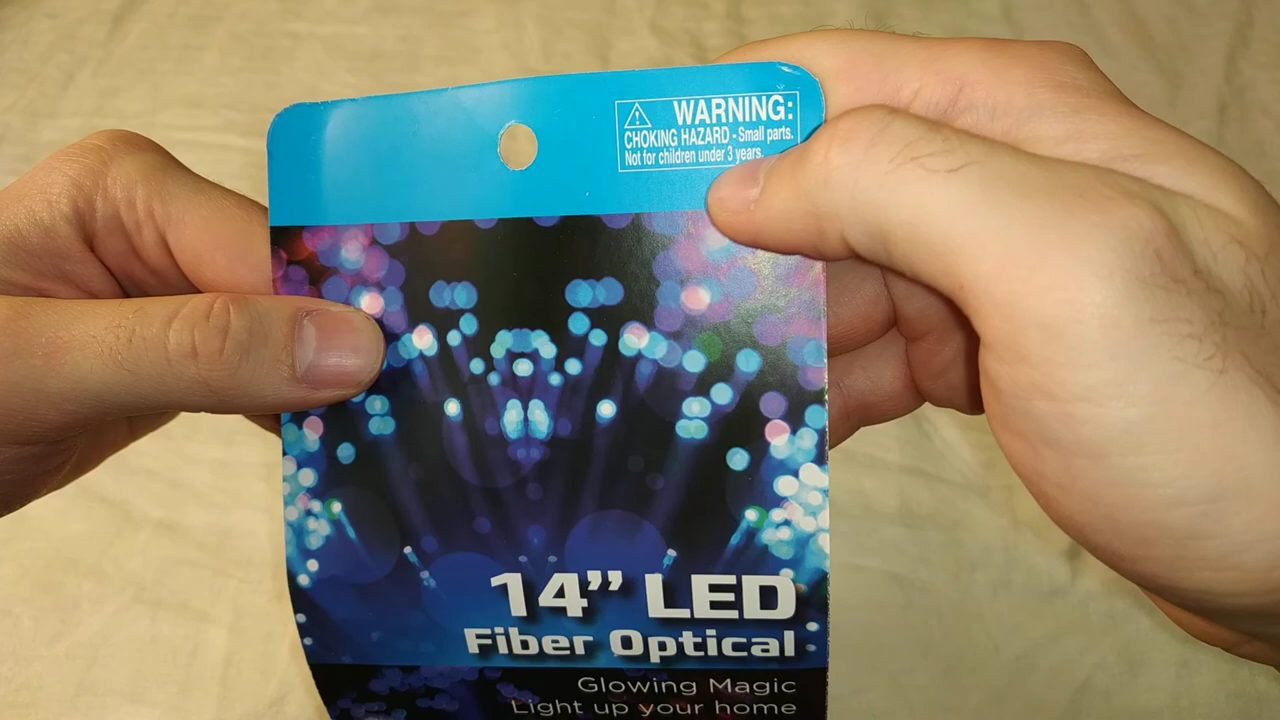 WARNING:
CHOKING HAZARD - Small parts.
Not for children under 3 years.
14” LED
Fiber Optical
Glowing Magic
Light up your home